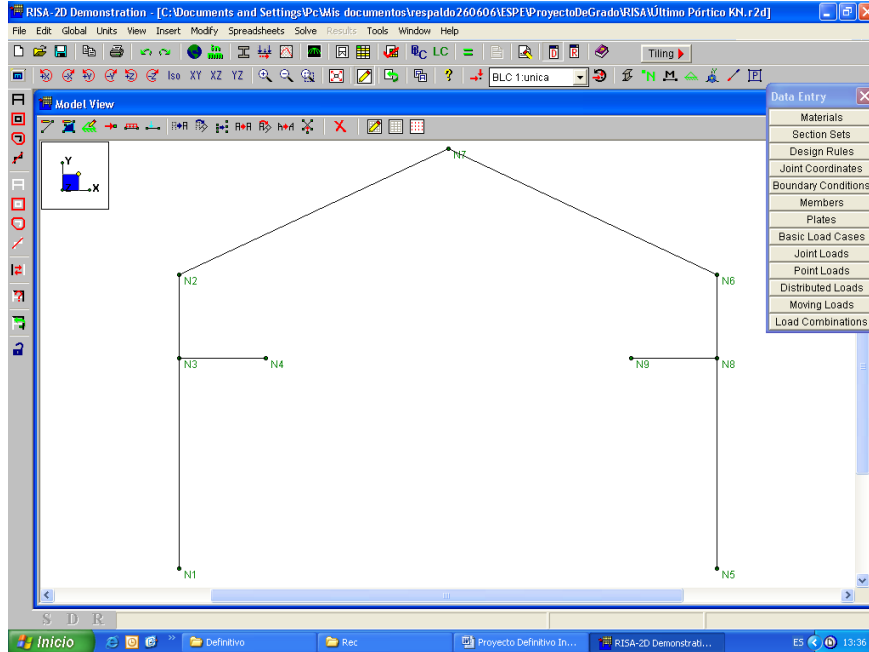 RISA-2D Demonstration - [C:\Documents and Settings\Pc\Mis documentos\respaldo260606\ESPE\ProyectoDeGrado\RISA\Último Pórtico KN.r2d]
File Edit Global Units View Insert Modify Spreadsheets Solve Results Tools Window Help
LC Tiling
Iso XY XZ YZ BLC 1:unica
Model View
Data Entry
Materials
Section Sets
Design Rules
Joint Coordinates
Boundary Conditions
Members
Plates
Basic Load Cases
Joint Loads
Point Loads
Distributed Loads
Moving Loads
Load Combinations
Y
Z X
N7
N2 N6
N3 N4 N9 N8
N1 N5
S D R
Inicio » Definitivo Rec Proyecto Definitivo In... RISA-2D Demonstrati... ES 13:36